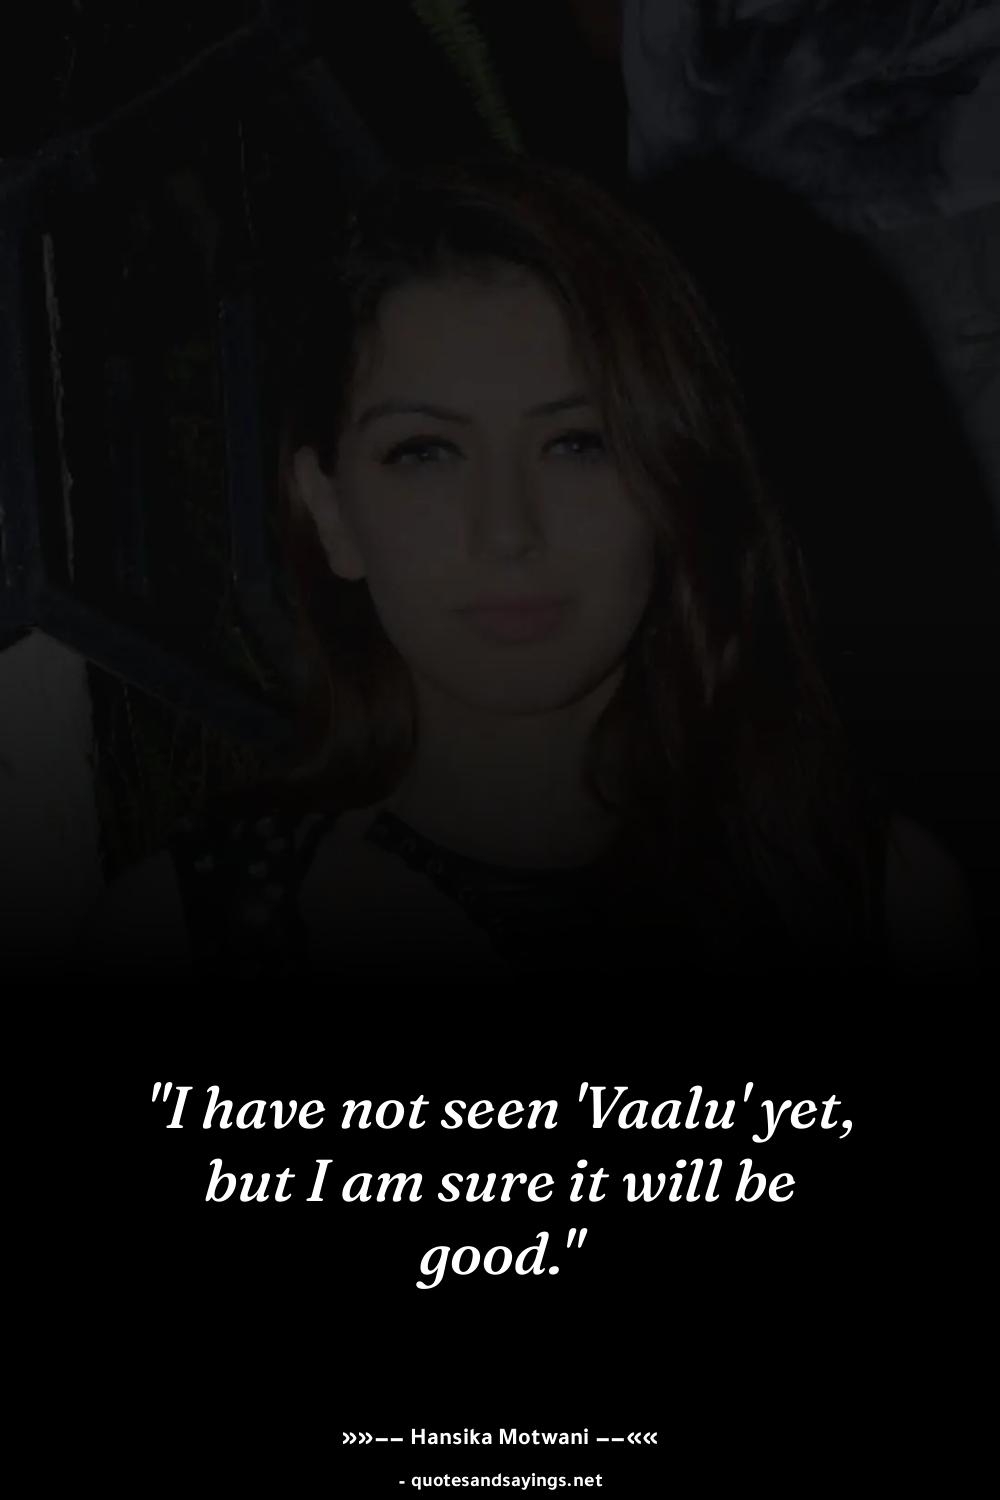 "I have not seen 'Vaalu' yet,
but I am sure it will be
good."
»»−− Hansika Motwani −−««
- quotesandsayings.net